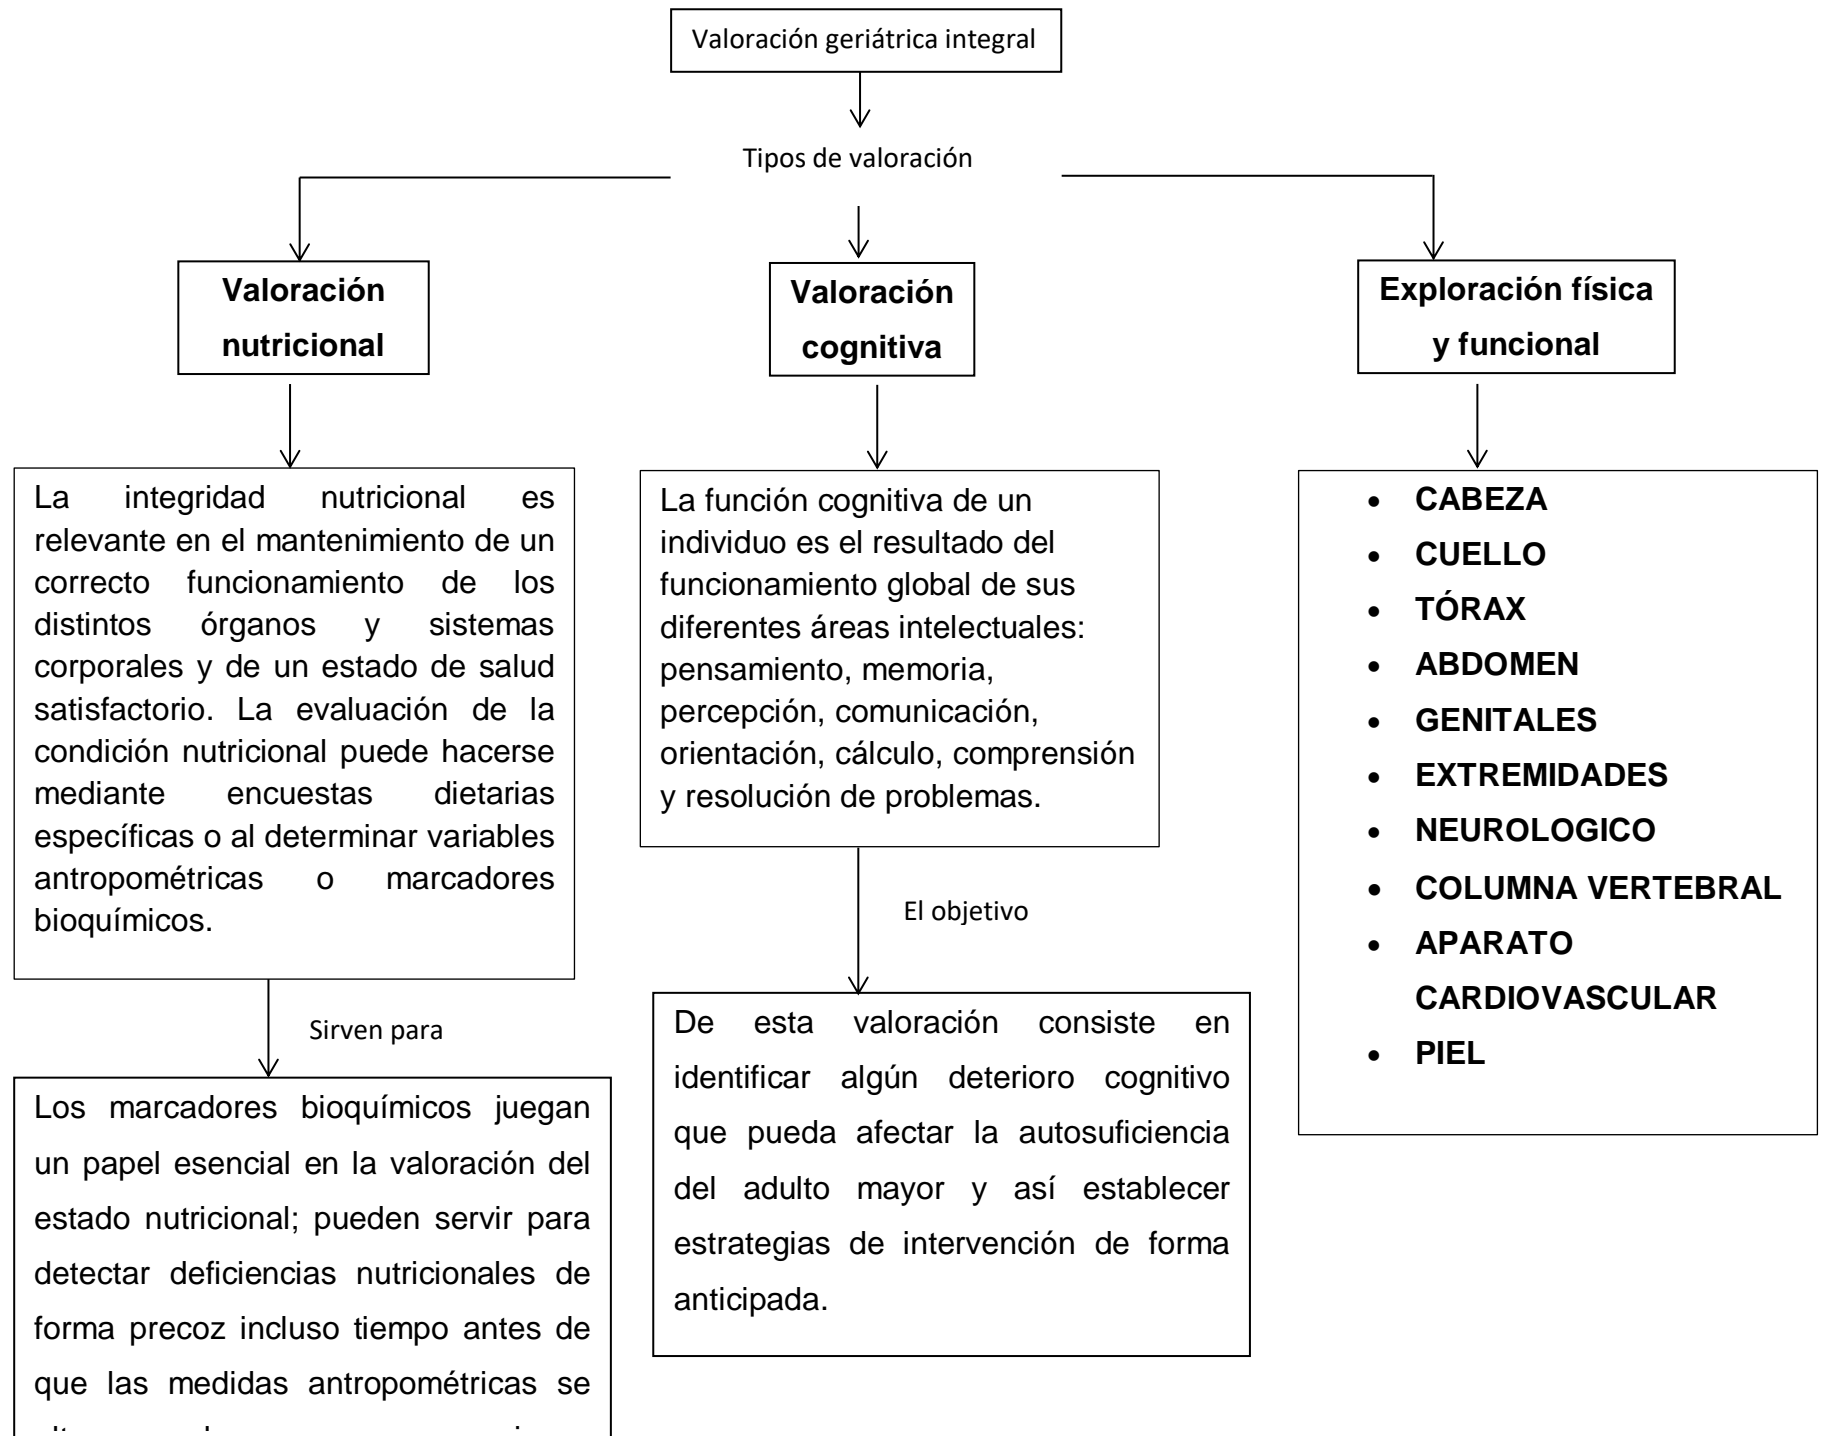 Valoración geriátrica integral
Tipos de valoración
Valoración
nutricional
Valoración
cognitiva
Exploración física
y funcional
La integridad nutricional es
relevante en el mantenimiento de un
correcto funcionamiento de los
distintos órganos y sistemas
corporales y de un estado de salud
satisfactorio. La evaluación de la
condición nutricional puede hacerse
mediante encuestas dietarias
específicas o al determinar variables
antropométricas o marcadores
bioquímicos.
Sirven para
Los marcadores bioquímicos juegan
un papel esencial en la valoración del
estado nutricional; pueden servir para
detectar deficiencias nutricionales de
forma precoz incluso tiempo antes de
que las medidas antropométricas se
La función cognitiva de un
individuo es el resultado del
funcionamiento global de sus
diferentes áreas intelectuales:
pensamiento, memoria,
percepción, comunicación,
orientación, cálculo, comprensión
y resolución de problemas.
El objetivo
De esta valoración consiste en
identificar algún deterioro cognitivo
que pueda afectar la autosuficiencia
del adulto mayor y así establecer
estrategias de intervención de forma
anticipada.
• CABEZA
• CUELLO
• TÓRAX
• ABDOMEN
• GENITALES
• EXTREMIDADES
• NEUROLOGICO
• COLUMNA VERTEBRAL
• APARATO
CARDIOVASCULAR
• PIEL